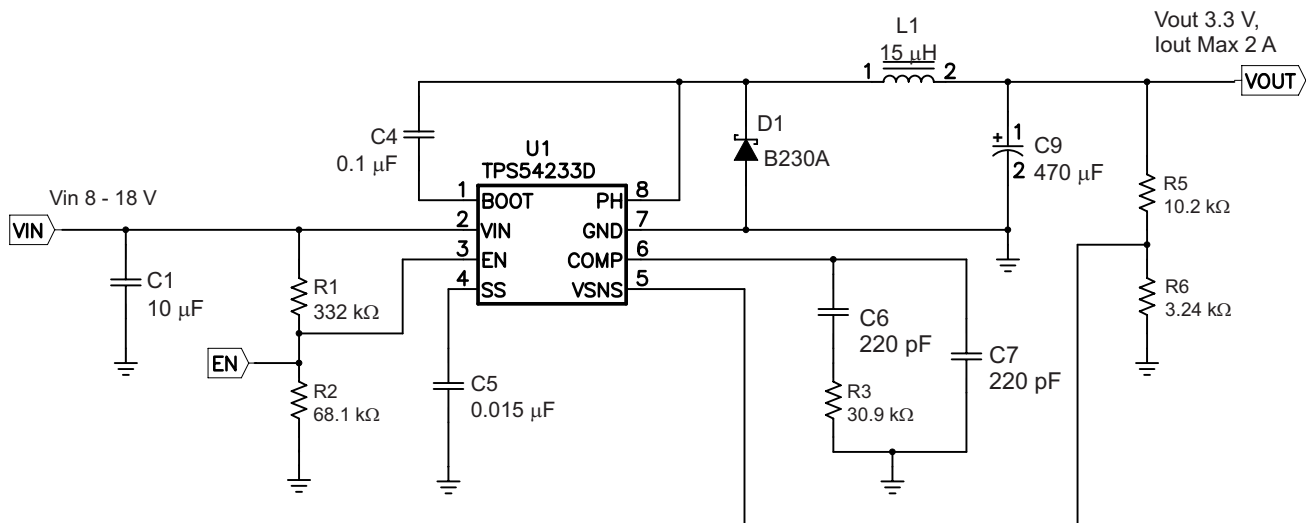 Vout 3.3 V,
Iout Max 2 A
L1
15 μH
1 2
VOUT
C4
0.1 μF
U1
TPS54233D
D1
B230A
1
2
C9
470 μF
R5
10.2 kΩ
Vin 8 - 18 V
VIN
1 BOOT PH 8
2 VIN GND 7
3 EN COMP 6
4 SS VSNS 5
C1
10 μF
R1
332 kΩ
R6
3.24 kΩ
C6
220 pF
C7
220 pF
EN
R2
68.1 kΩ
C5
0.015 μF
R3
30.9 kΩ